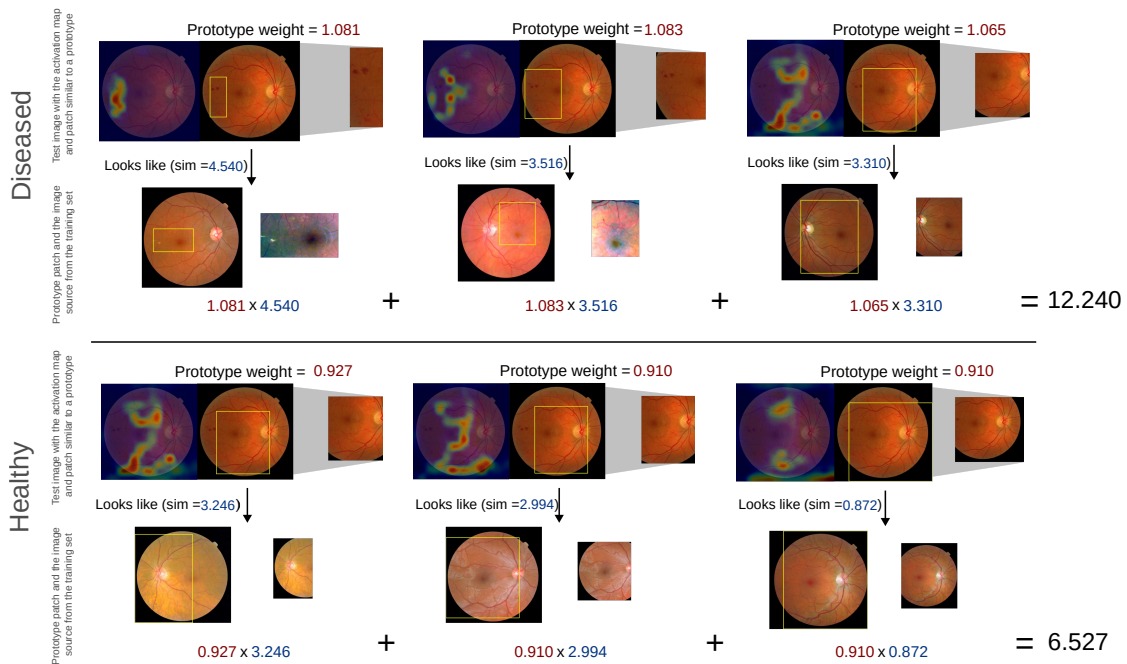 Diseased
Test image with the activation map
and patch similar to a prototype
Prototype weight = 1.081
Prototype weight =1.083
Prototype weight = 1.065
Looks like (sim =4.540)
Looks like (sim =3.516)
Looks like (sim =3.310)
Prototype patch and the image
source from the training set
1.081 x 4.540
+
1.083 x 3.516
+
1.065 x 3.310
= 12.240
Healthy
Test image with the activation map
and patch similar to a prototype
Prototype weight = 0.927
Prototype weight =0.910
Prototype weight = 0.910
Looks like (sim =3.246)
Looks like (sim =2.994)
Looks like (sim =0.872)
Prototype patch and the image
source from the training set
0.927 x 3.246
+
0.910 x 2.994
+
0.910 x 0.872
= 6.527